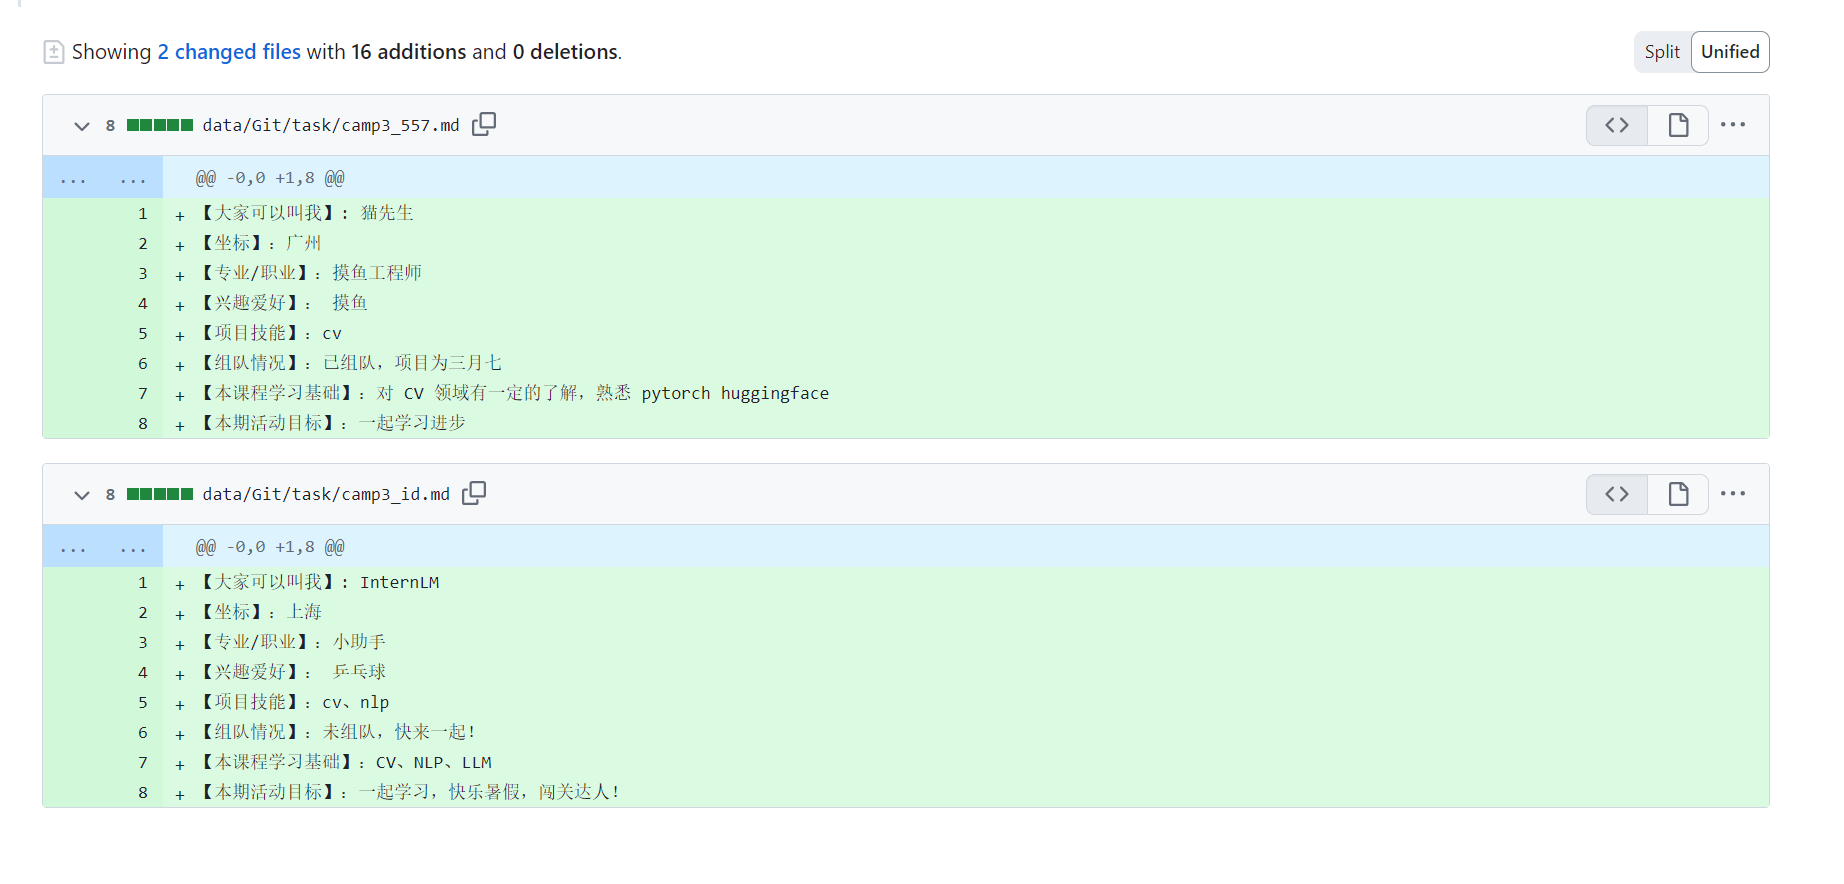 Showing 2 changed files with 16 additions and 0 deletions.
Split Unified
8 data/Git/task/camp3_557.md
... ... @@ -0,0 +1,8 @@
1 + 【大家可以叫我】: 猫先生
2 + 【坐标】: 广州
3 + 【专业/职业】: 摸鱼工程师
4 + 【兴趣爱好】: 摸鱼
5 + 【项目技能】: cv
6 + 【组队情况】: 已组队，项目为三月七
7 + 【本课程学习基础】: 对 CV 领域有一定的了解，熟悉 pytorch huggingface
8 + 【本期活动目标】: 一起学习进步
8 data/Git/task/camp3_id.md
... ... @@ -0,0 +1,8 @@
1 + 【大家可以叫我】: InternLM
2 + 【坐标】: 上海
3 + 【专业/职业】: 小助手
4 + 【兴趣爱好】: 乒乓球
5 + 【项目技能】: cv、nlp
6 + 【组队情况】: 未组队，快来一起！
7 + 【本课程学习基础】: CV、NLP、LLM
8 + 【本期活动目标】: 一起学习，快乐暑假，闯关达人！